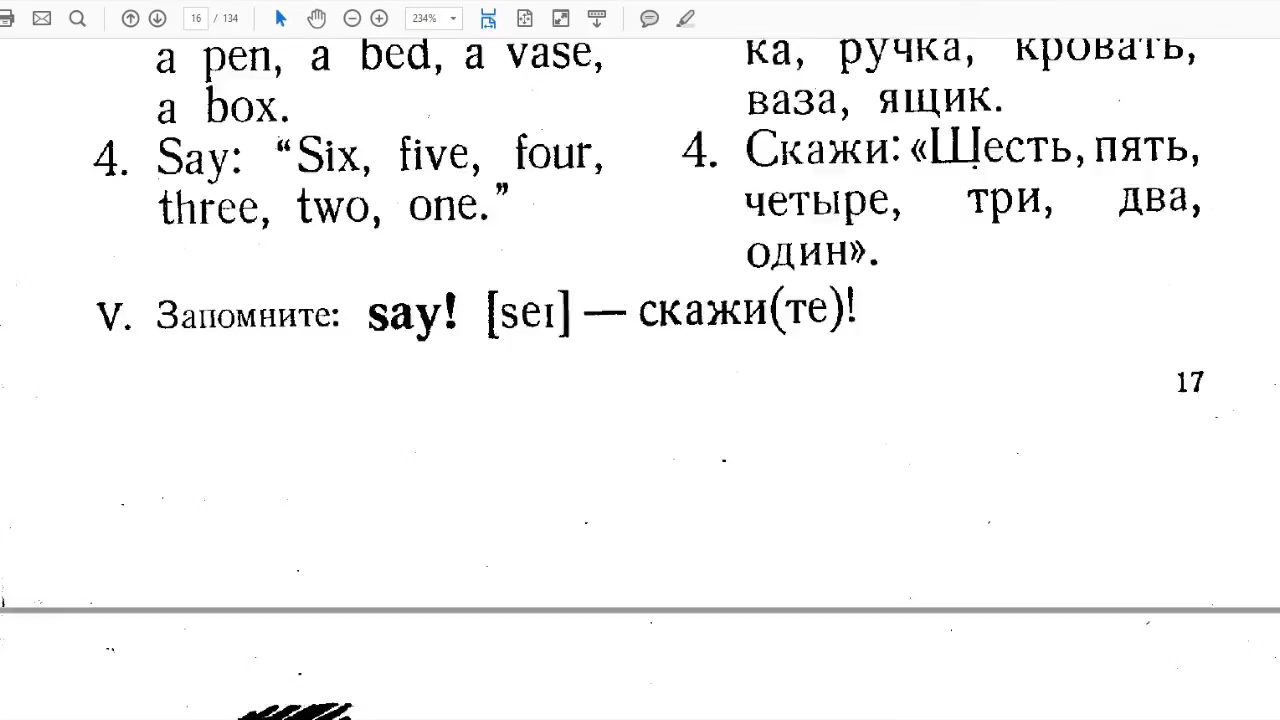 16 / 134
234%
a pen, a bed, a vase,
a box.
4. Say: “Six, five, four,
three, two, one.”
ка, ручка, кровать,
ваза, ящик.
4. Скажи: «Шесть, пять,
четыре, три, два,
один».
V. Запомните: say! [seɪ] — скажи(те)!
17